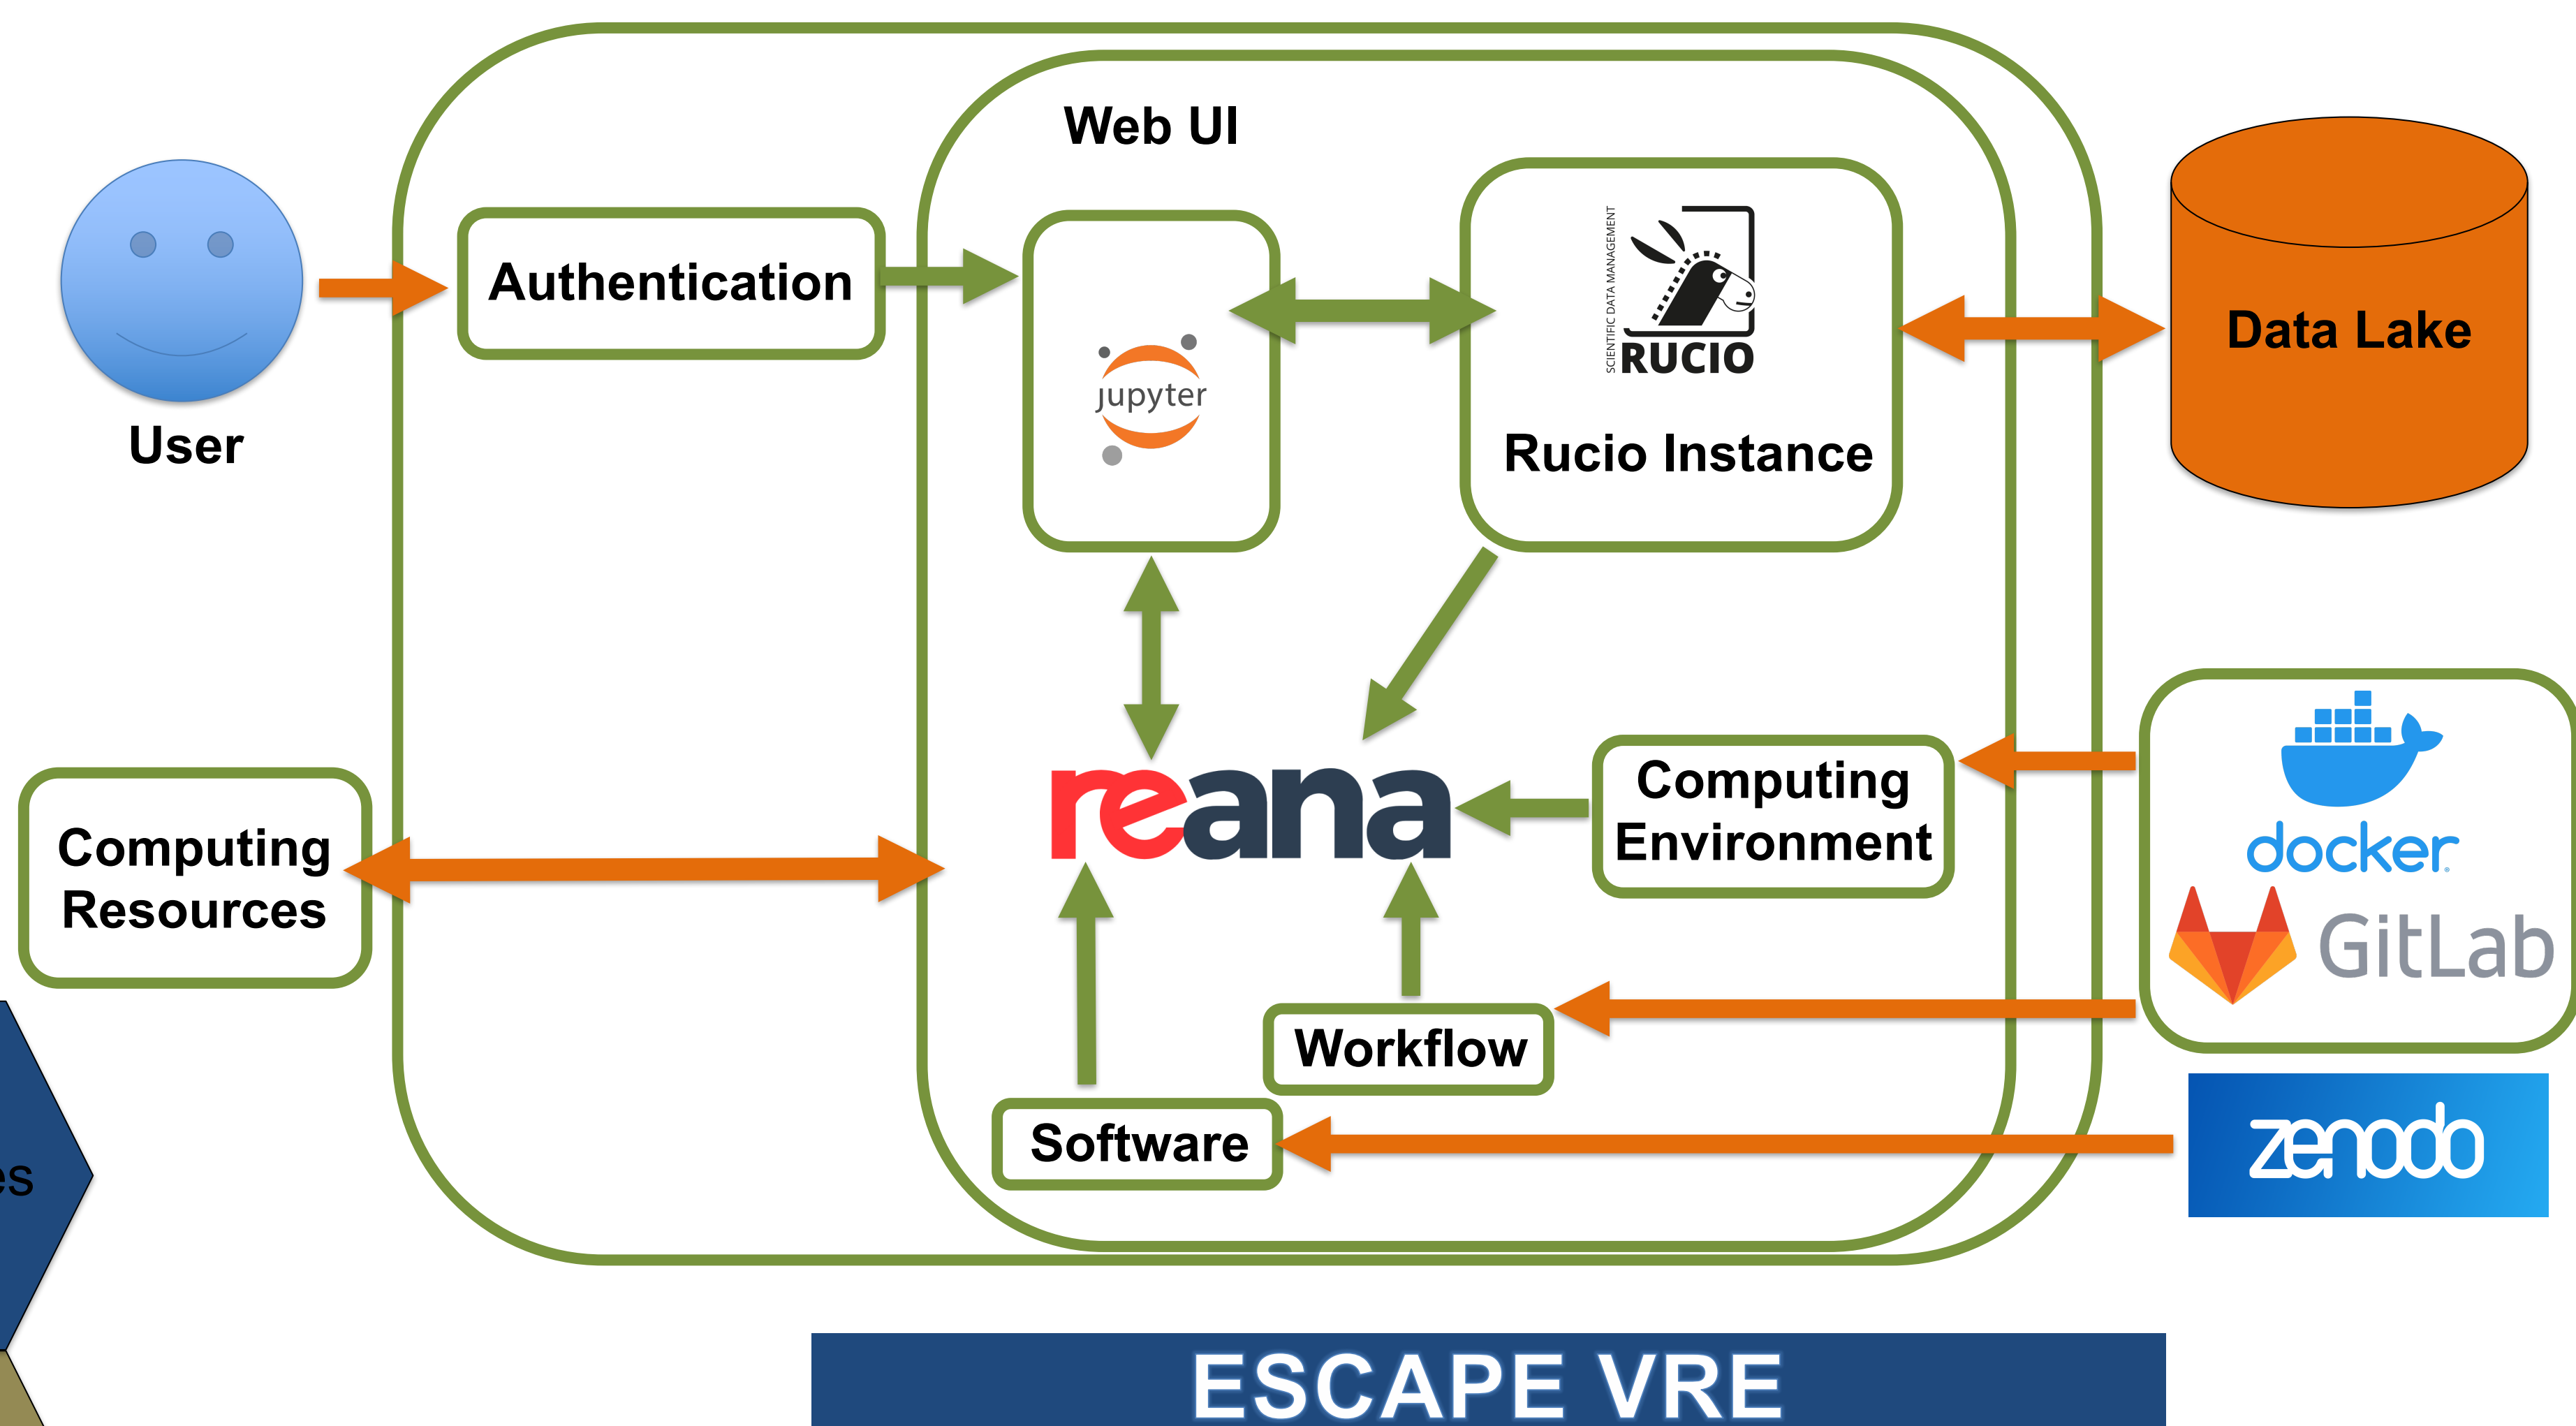 Web UI
Authentication
User
jupyter
SCIENTIFIC DATA MANAGEMENT
RUCIO
Rucio Instance
Data Lake
Computing
Resources
reana
Computing
Environment
docker
GitLab
Workflow
Software
zenodo
es
ESCAPE VRE